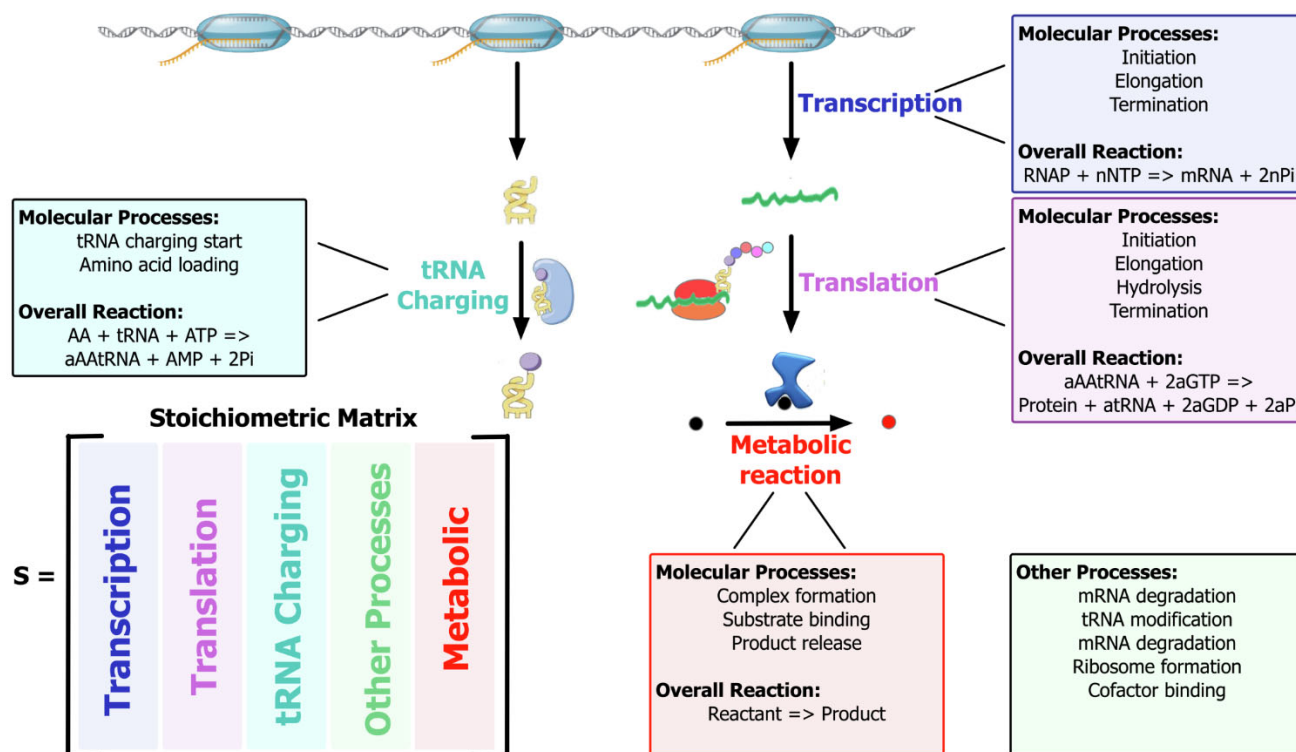 Transcription
Molecular Processes:
Initiation
Elongation
Termination
Overall Reaction:
RNAP + nNTP => mRNA + 2nPi
Molecular Processes:
tRNA charging start
Amino acid loading
Overall Reaction:
AA + tRNA + ATP =>
aAAtRNA + AMP + 2Pi
tRNA
Charging
Translation
Molecular Processes:
Initiation
Elongation
Hydrolysis
Termination
Overall Reaction:
aAAtRNA + 2aGTP =>
Protein + atRNA + 2aGDP + 2aP
Metabolic
reaction
Stoichiometric Matrix
S =
Transcription
Translation
tRNA Charging
Other Processes
Metabolic
Molecular Processes:
Complex formation
Substrate binding
Product release
Overall Reaction:
Reactant => Product
Other Processes:
mRNA degradation
tRNA modification
mRNA degradation
Ribosome formation
Cofactor binding